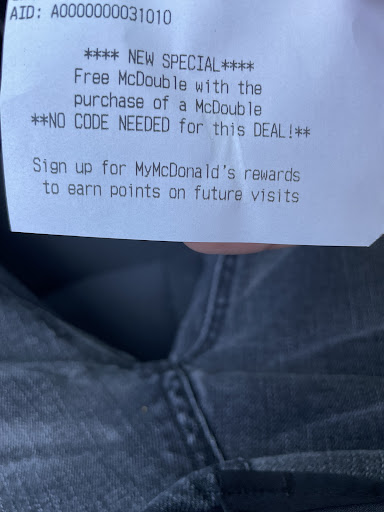 AID: A0000000031010
**** NEW SPECIAL****
Free McDouble with the
purchase of a McDouble
**NO CODE NEEDED for this DEAL!**
Sign up for MyMcDonald's rewards
to earn points on future visits